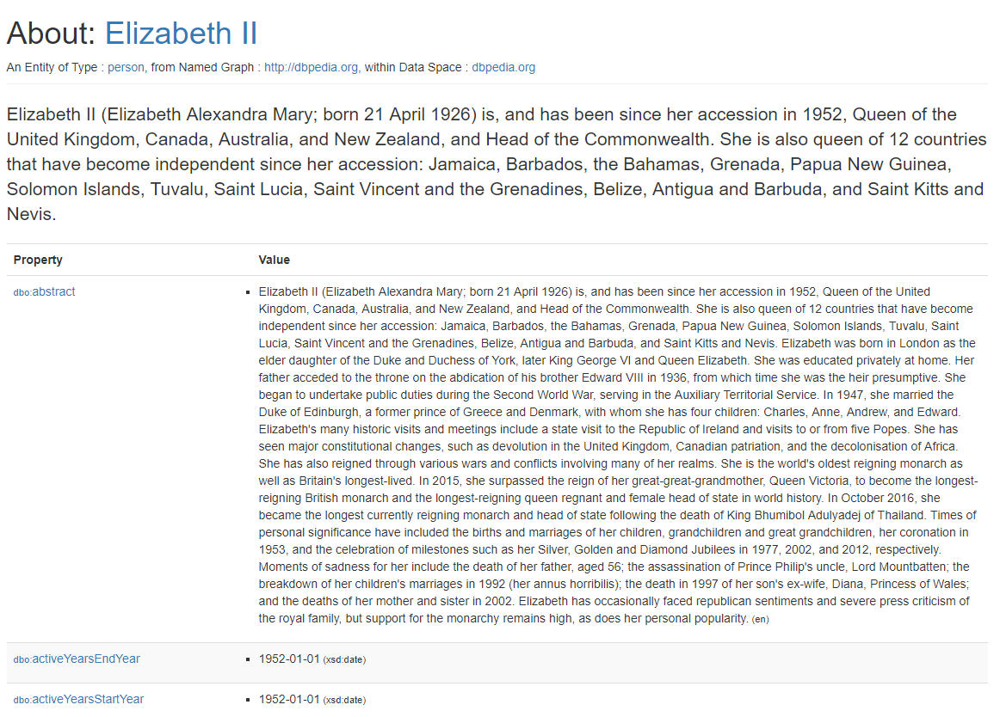 About: Elizabeth II
An Entity of Type : person, from Named Graph : http://dbpedia.org, within Data Space : dbpedia.org
Elizabeth II (Elizabeth Alexandra Mary; born 21 April 1926) is, and has been since her accession in 1952, Queen of the
United Kingdom, Canada, Australia, and New Zealand, and Head of the Commonwealth. She is also queen of 12 countries
that have become independent since her accession: Jamaica, Barbados, the Bahamas, Grenada, Papua New Guinea,
Solomon Islands, Tuvalu, Saint Lucia, Saint Vincent and the Grenadines, Belize, Antigua and Barbuda, and Saint Kitts and
Nevis.
Property Value
dbo:abstract ▪ Elizabeth II (Elizabeth Alexandra Mary; born 21 April 1926) is, and has been since her accession in 1952, Queen of the United
Kingdom, Canada, Australia, and New Zealand, and Head of the Commonwealth. She is also queen of 12 countries that have become
independent since her accession: Jamaica, Barbados, the Bahamas, Grenada, Papua New Guinea, Solomon Islands, Tuvalu, Saint
Lucia, Saint Vincent and the Grenadines, Belize, Antigua and Barbuda, and Saint Kitts and Nevis. Elizabeth was born in London as the
elder daughter of the Duke and Duchess of York, later King George VI and Queen Elizabeth. She was educated privately at home. Her
father acceded to the throne on the abdication of his brother Edward VIII in 1936, from which time she was the heir presumptive. She
began to undertake public duties during the Second World War, serving in the Auxiliary Territorial Service. In 1947, she married the
Duke of Edinburgh, a former prince of Greece and Denmark, with whom she has four children: Charles, Anne, Andrew, and Edward.
Elizabeth's many historic visits and meetings include a state visit to the Republic of Ireland and visits to or from five Popes. She has
seen major constitutional changes, such as devolution in the United Kingdom, Canadian patriation, and the decolonisation of Africa.
She has also reigned through various wars and conflicts involving many of her realms. She is the world's oldest reigning monarch as
well as Britain's longest-lived. In 2015, she surpassed the reign of her great-great-grandmother, Queen Victoria, to become the longest-
reigning British monarch and the longest-reigning queen regnant and female head of state in world history. In October 2016, she
became the longest currently reigning monarch and head of state following the death of King Bhumibol Adulyadej of Thailand. Times of
personal significance have included the births and marriages of her children, grandchildren and great grandchildren, her coronation in
1953, and the celebration of milestones such as her Silver, Golden and Diamond Jubilees in 1977, 2002, and 2012, respectively.
Moments of sadness for her include the death of her father, aged 56; the assassination of Prince Philip's uncle, Lord Mountbatten; the
breakdown of her children's marriages in 1992 (her annus horribilis); the death in 1997 of her son's ex-wife, Diana, Princess of Wales;
and the deaths of her mother and sister in 2002. Elizabeth has occasionally faced republican sentiments and severe press criticism of
the royal family, but support for the monarchy remains high, as does her personal popularity. (en)
dbo:activeYearsEndYear ▪ 1952-01-01 (xsd:date)
dbo:activeYearsStartYear ▪ 1952-01-01 (xsd:date)